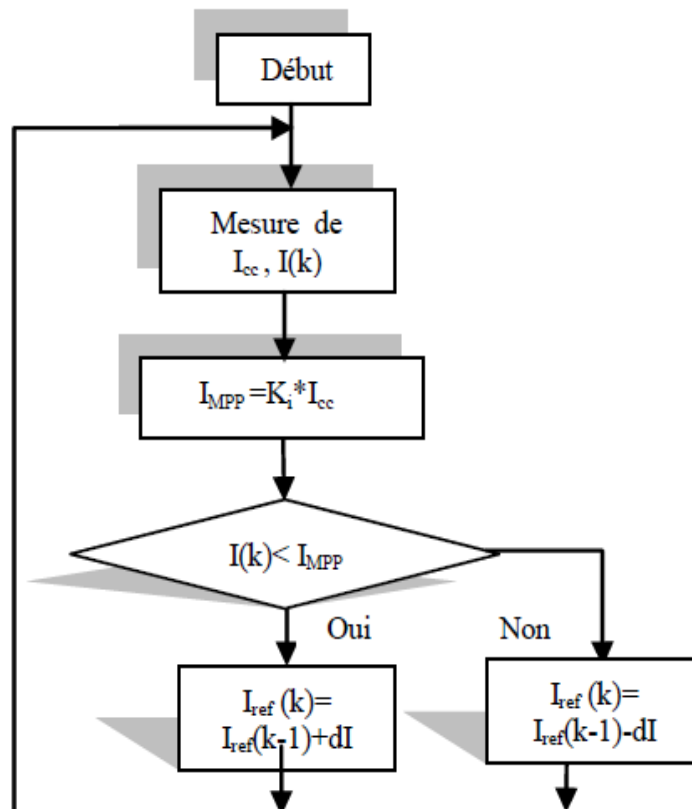 Début
Mesure de
Icc , I(k)
IMPP =Ki*Icc
I(k)< IMPP
Oui
Non
Iref (k)=
Iref(k-1)+dI
Iref (k)=
Iref(k-1)-dI